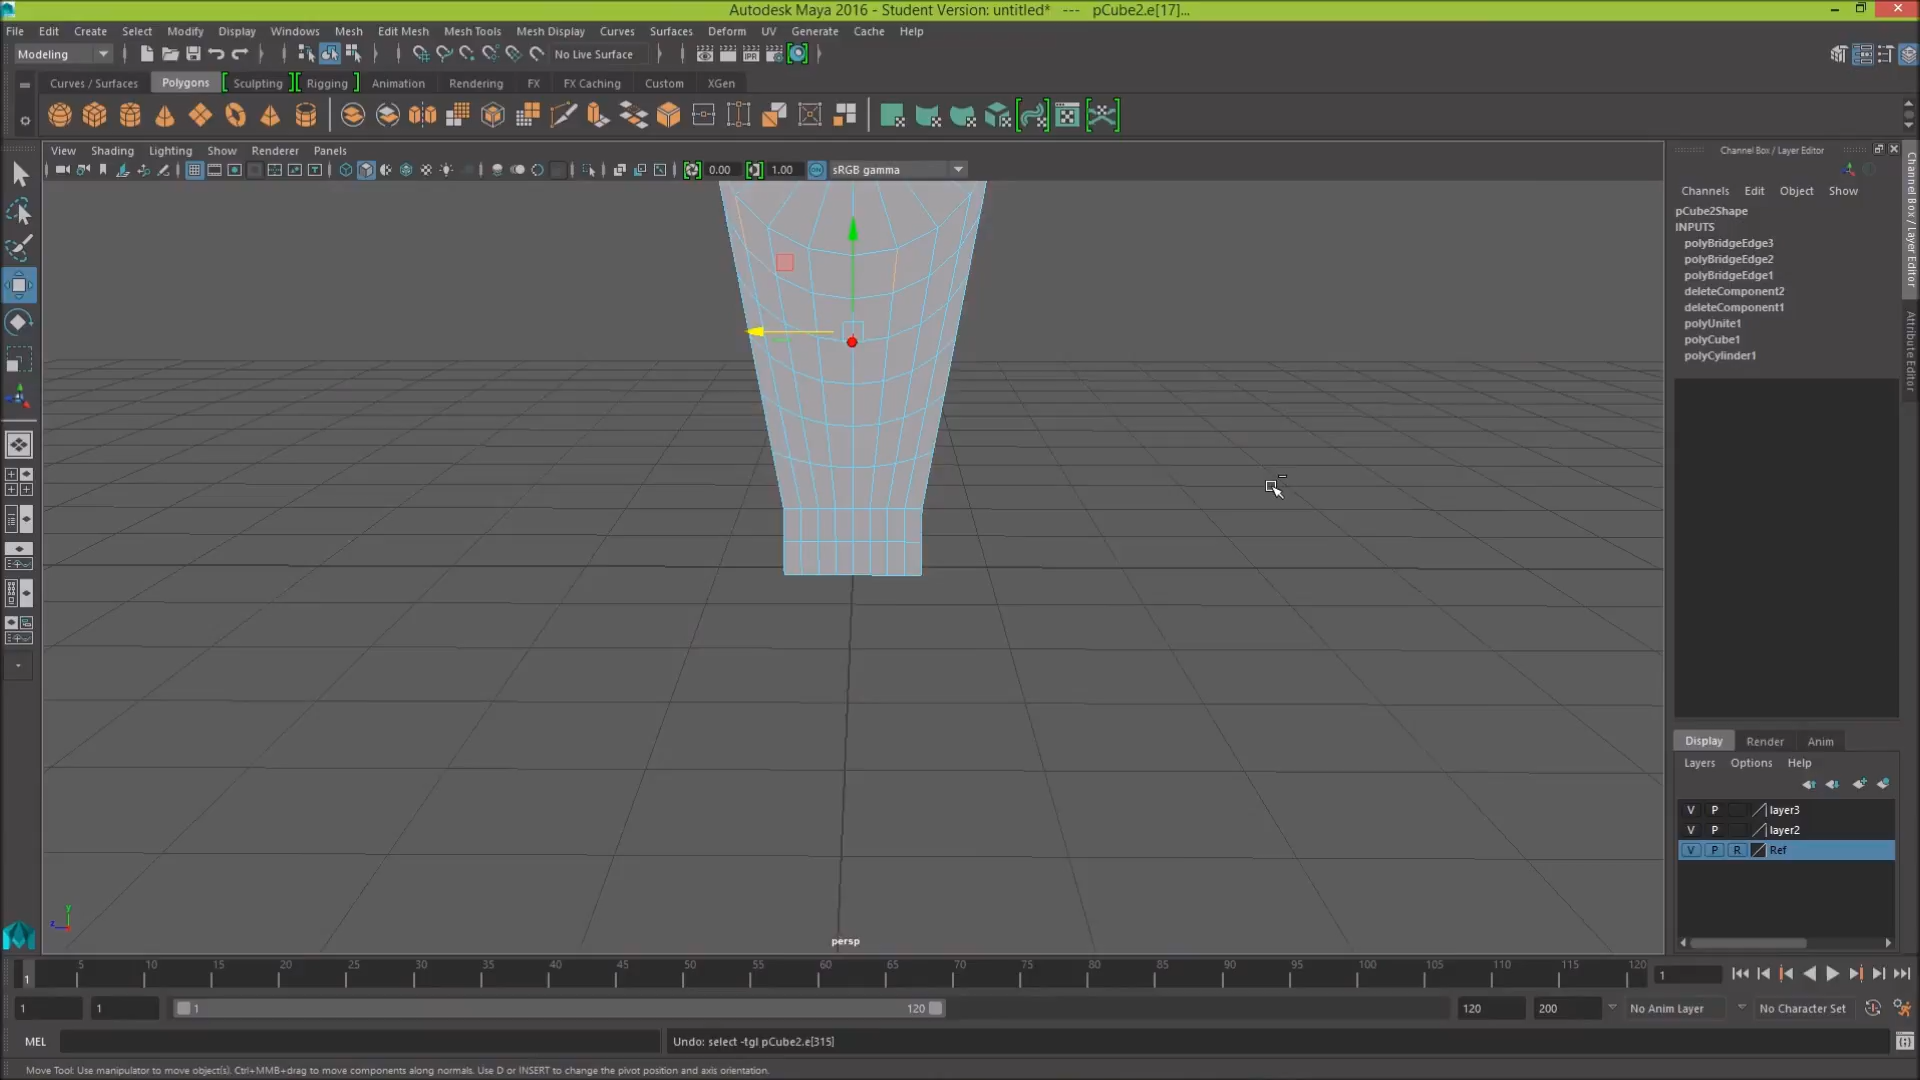 Autodesk Maya 2016 - Student Version: untitled* --- pCube2.e[17]...
File Edit Create Select Modify Display Windows Mesh Edit Mesh Mesh Tools Mesh Display Curves Surfaces Deform UV Generate Cache Help
Modeling No Live Surface
Curves / Surfaces Polygons Sculpting Rigging Animation Rendering FX FX Caching Custom XGen
View Shading Lighting Show Renderer Panels
0.00 1.00 sRGB gamma
Channel Box / Layer Editor
Channels Edit Object Show
pCube2Shape
INPUTS
polyBridgeEdge3
polyBridgeEdge2
polyBridgeEdge1
deleteComponent2
deleteComponent1
polyUnite1
polyCube1
polyCylinder1
Channel Box / Layer Editor
Attribute Editor
Display Render Anim
Layers Options Help
V P layer3
V P layer2
V P R Ref
y
z
persp
1 5 10 15 20 25 30 35 40 45 50 55 60 65 70 75 80 85 90 95 100 105 110 115 120 1
1 1 1 120 120 200 No Anim Layer No Character Set
MEL Undo: select -tgl pCube2.e[315]
Move Tool: Use manipulator to move object(s). Ctrl+MMB+drag to move components along normals. Use D or INSERT to change the pivot position and axis orientation.